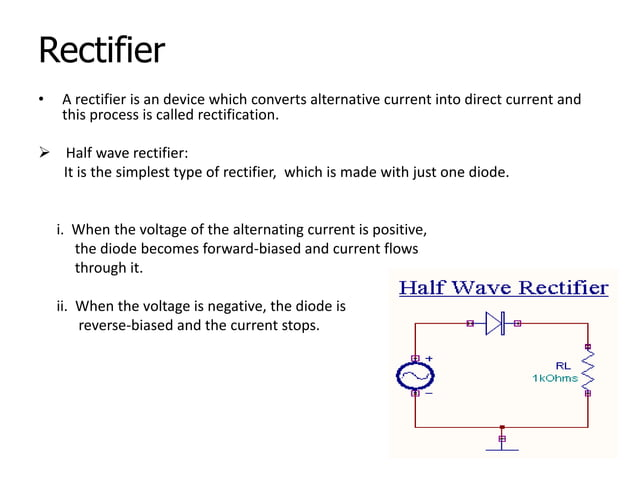 Rectifier
• A rectifier is an device which converts alternative current into direct current and
this process is called rectification.
➢ Half wave rectifier:
It is the simplest type of rectifier, which is made with just one diode.
i. When the voltage of the alternating current is positive,
the diode becomes forward-biased and current flows
through it.
ii. When the voltage is negative, the diode is
reverse-biased and the current stops.
Half Wave Rectifier
+
RL
1kOhms
−